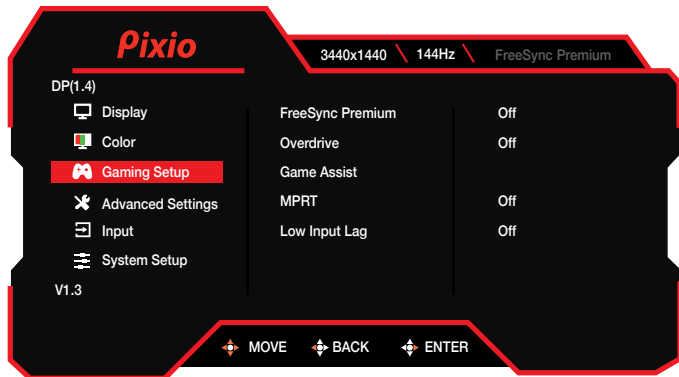 Pixio
3440x1440 \ 144Hz \ FreeSync Premium
DP(1.4)
Display
FreeSync Premium Off
Color
Overdrive Off
Gaming Setup
Game Assist
Advanced Settings
MPRT Off
Input
Low Input Lag Off
System Setup
V1.3
MOVE BACK ENTER